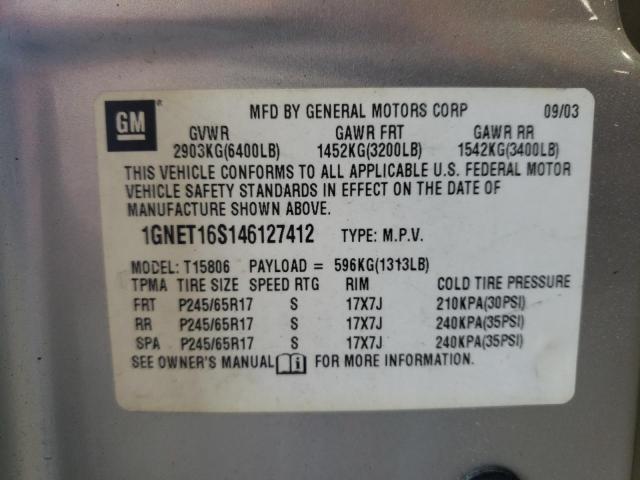 GM ® MFD BY GENERAL MOTORS CORP 09/03
GVWR GAWR FRT GAWR RR
2903KG(6400LB) 1452KG(3200LB) 1542KG(3400LB)
THIS VEHICLE CONFORMS TO ALL APPLICABLE U.S. FEDERAL MOTOR
VEHICLE SAFETY STANDARDS IN EFFECT ON THE DATE OF
MANUFACTURE SHOWN ABOVE.
1GNET16S146127412 TYPE: M.P.V.
MODEL: T15806 PAYLOAD = 596KG(1313LB)
TPMA TIRE SIZE SPEED RTG RIM COLD TIRE PRESSURE
FRT P245/65R17 S 17X7J 210KPA(30PSI)
RR P245/65R17 S 17X7J 240KPA(35PSI)
SPA P245/65R17 S 17X7J 240KPA(35PSI)
SEE OWNER'S MANUAL i FOR MORE INFORMATION.